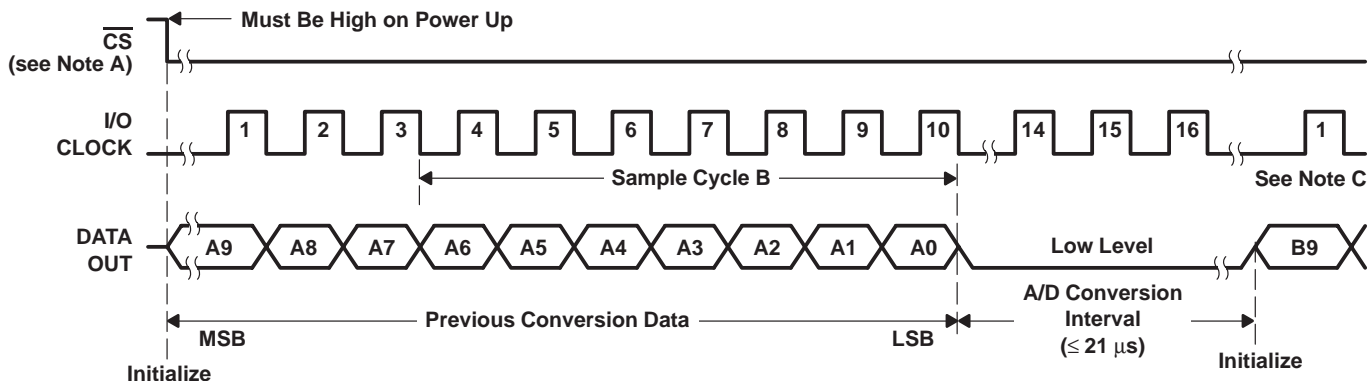 Must Be High on Power Up
CS
(see Note A)
I/O
CLOCK
1 2 3 4 5 6 7 8 9 10 14 15 16 1
Sample Cycle B
See Note C
DATA
OUT
A9 A8 A7 A6 A5 A4 A3 A2 A1 A0 Low Level B9
A/D Conversion
Interval
(≤ 21 μs)
Previous Conversion Data
MSB LSB
Initialize Initialize